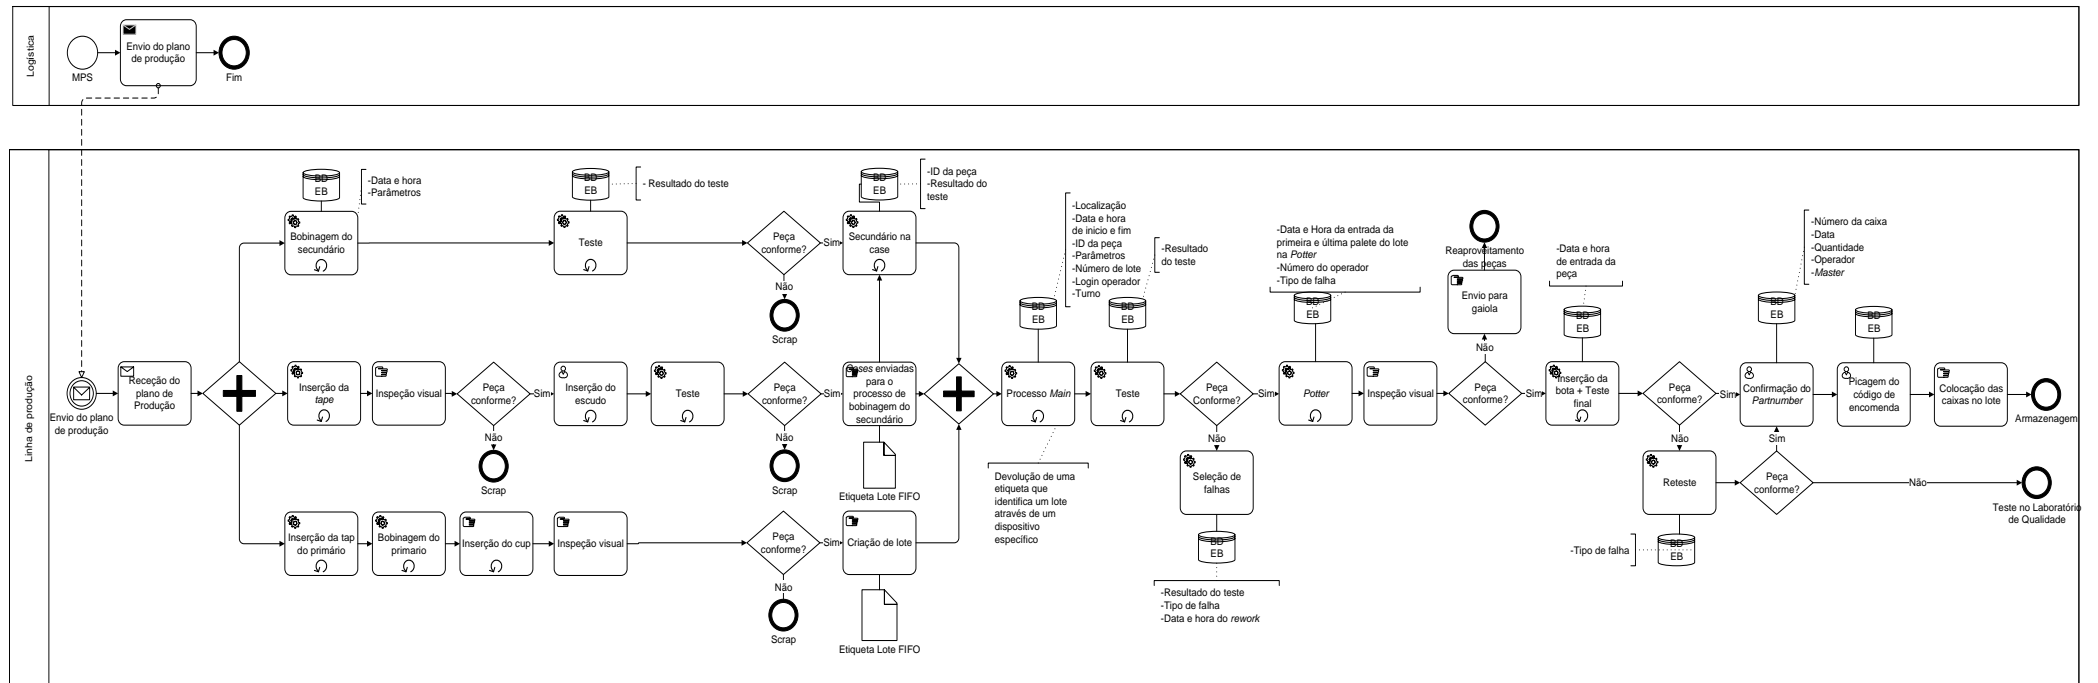 Logística
MPS
Envio do plano
de produção
Fim
Linha de produção
Envio do plano
de produção
Receção do
plano de
Produção
BD
EB
-Data e hora
-Parâmetros
Bobinagem do
secundário
BD
EB
- Resultado do teste
Teste
Peça
conforme?
Sim
Não
Scrap
BD
EB
-ID da peça
-Resultado do
teste
Secundário na
case
Inserção da
tape
Inspeção visual
Peça
conforme?
Sim
Não
Scrap
Inserção do
escudo
Teste
Peça
conforme?
Sim
Não
Scrap
Cases enviadas
para o
processo de
bobinagem do
secundário
Etiqueta Lote FIFO
Inserção da tap
do primário
Bobinagem do
primario
Inserção do cup
Inspeção visual
Peça
conforme?
Sim
Não
Scrap
Criação de lote
Etiqueta Lote FIFO
-Localização
-Data e hora
de inicio e fim
-ID da peça
-Parâmetros
-Número de lote
-Login operador
-Turno
BD
EB
Processo Main
Devolução de uma
etiqueta que
identifica um lote
através de um
dispositivo
específico
-Resultado
do teste
BD
EB
Teste
Peça
Conforme?
Sim
Não
Seleção de
falhas
BD
EB
-Resultado do teste
-Tipo de falha
-Data e hora do rework
-Data e Hora da entrada da
primeira e última palete do lote
na Potter
-Número do operador
-Tipo de falha
BD
EB
Potter
Inspeção visual
Peça
conforme?
Sim
Não
Envio para
gaiola
Reaproveitamento
das peças
-Data e hora
de entrada da
peça
BD
EB
Inserção da
bota + Teste
final
Peça
conforme?
Sim
Não
Reteste
BD
EB
-Tipo de falha
Peça
conforme?
Sim
Não
Teste no Laboratório
de Qualidade
-Número da caixa
-Data
-Quantidade
-Operador
-Master
BD
EB
Confirmação do
Partnumber
BD
EB
Picagem do
código de
encomenda
Colocação das
caixas no lote
Armazenagem